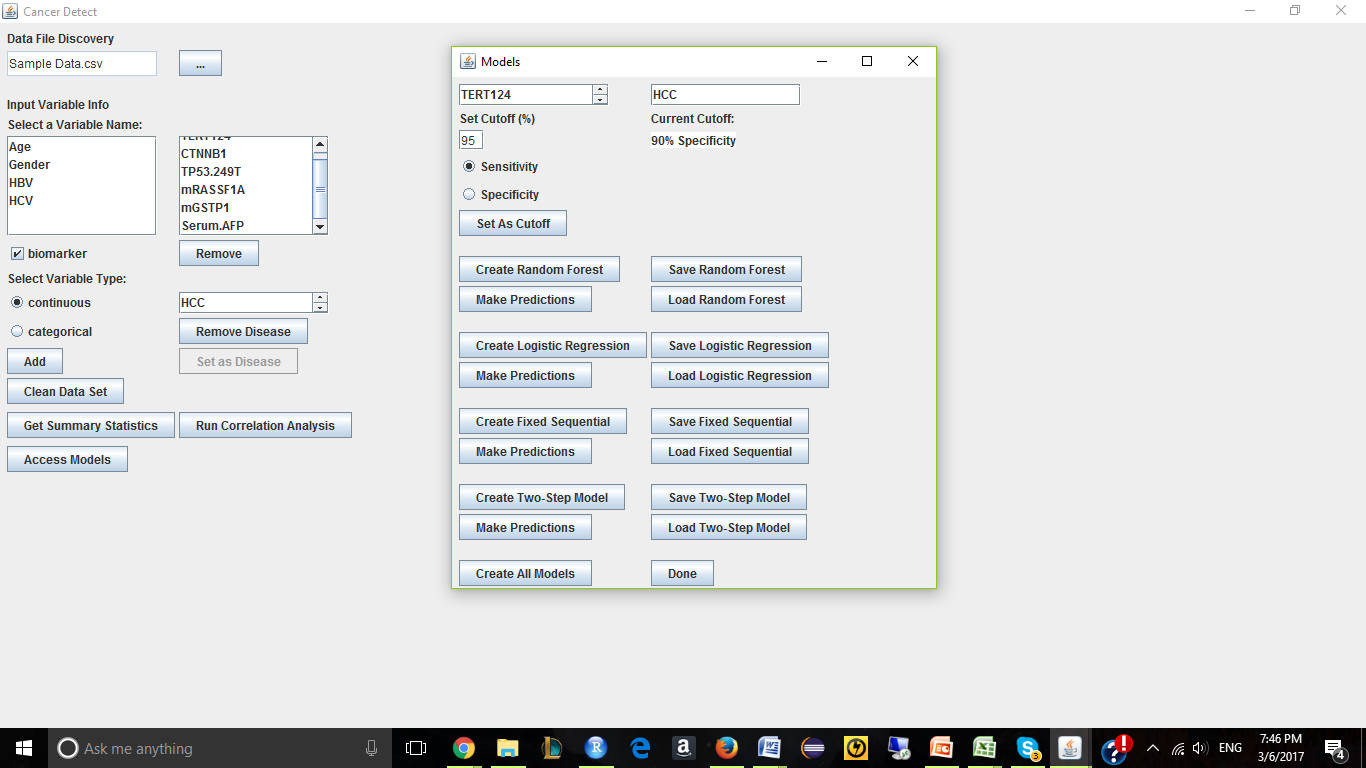 Cancer Detect
Data File Discovery
Sample Data.csv
...
Input Variable Info
Select a Variable Name:
Age
Gender
HBV
HCV
TERT124
CTNNB1
TP53.249T
mRASSF1A
mGSTP1
Serum.AFP
biomarker
Remove
Select Variable Type:
continuous
HCC
categorical
Remove Disease
Add
Set as Disease
Clean Data Set
Get Summary Statistics
Run Correlation Analysis
Access Models
Models
TERT124
HCC
Set Cutoff (%)
Current Cutoff:
95
90% Specificity
Sensitivity
Specificity
Set As Cutoff
Create Random Forest
Save Random Forest
Make Predictions
Load Random Forest
Create Logistic Regression
Save Logistic Regression
Make Predictions
Load Logistic Regression
Create Fixed Sequential
Save Fixed Sequential
Make Predictions
Load Fixed Sequential
Create Two-Step Model
Save Two-Step Model
Make Predictions
Load Two-Step Model
Create All Models
Done
Ask me anything
ENG
7:46 PM
3/6/2017
3
4